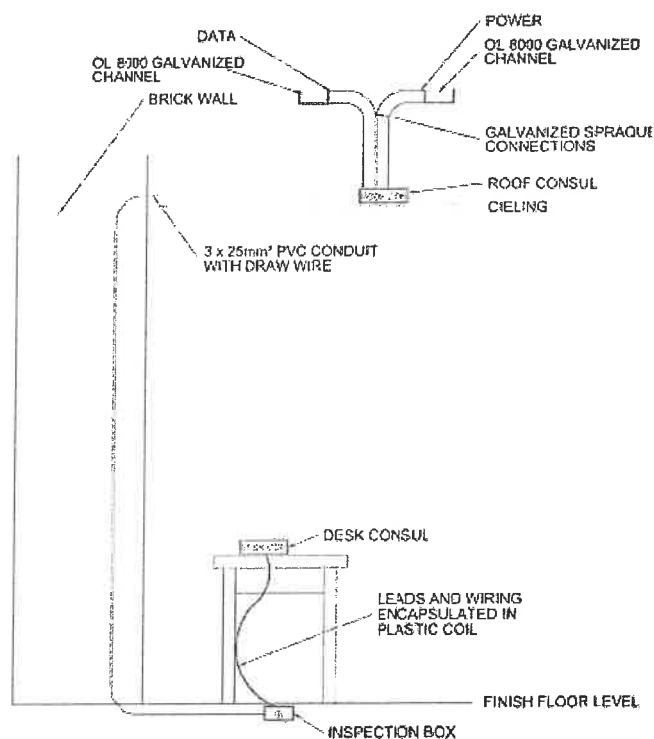 POWER
DATA
OL 8000 GALVANIZED
CHANNEL
OL 8000 GALVANIZED
CHANNEL
BRICK WALL
GALVANIZED SPRAQUE
CONNECTIONS
ROOF CONSUL
CIELING
3 x 25mm² PVC CONDUIT
WITH DRAW WIRE
DESK CONSUL
LEADS AND WIRING
ENCAPSULATED IN
PLASTIC COIL
FINISH FLOOR LEVEL
INSPECTION BOX